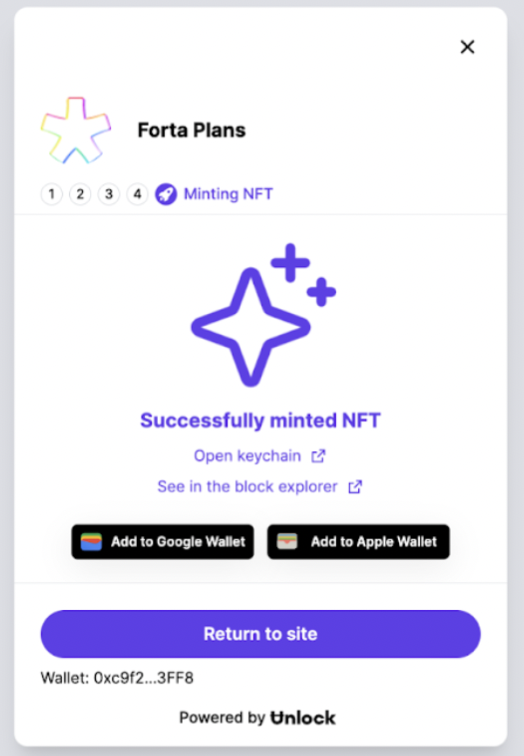 Forta Plans
1 2 3 4 Minting NFT
Successfully minted NFT
Open keychain
See in the block explorer
Add to Google Wallet Add to Apple Wallet
Return to site
Wallet: 0xc9f2...3FF8
Powered by Unlock